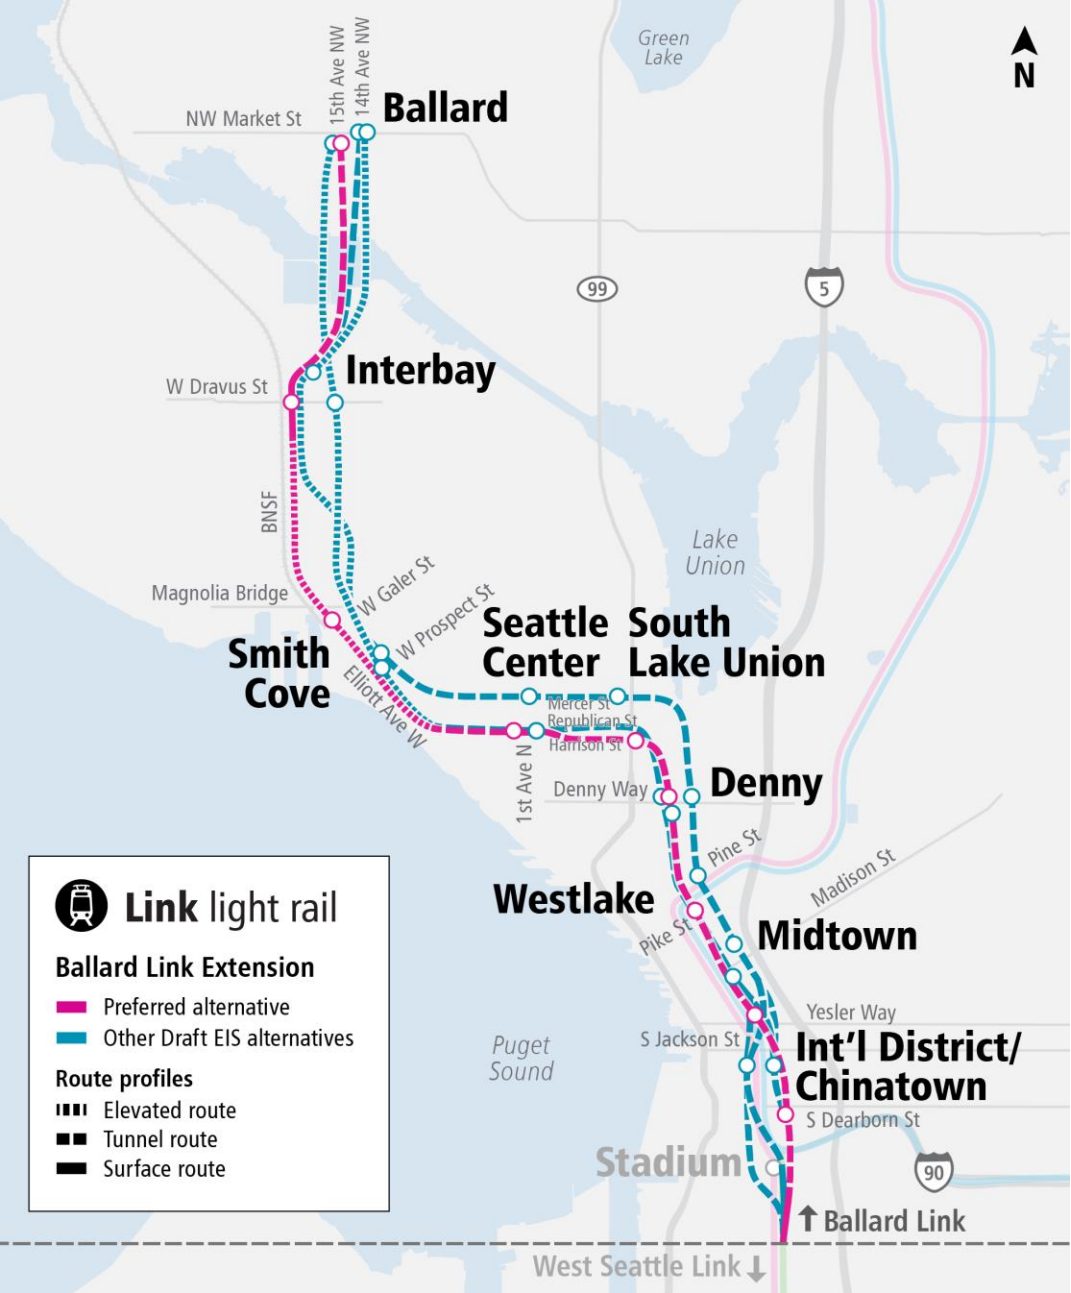 15th Ave NW
14th Ave NW
Green
Lake
N
Ballard
NW Market St
99
5
Interbay
W Dravus St
BNSF
Lake
Union
Magnolia Bridge
W Galer St
W Prospect St
Seattle
Center
South
Lake Union
Smith
Cove
Elliott Ave W
Mercer St
Republican St
Harrison St
1st Ave N
Denny Way
Denny
Pine St
Madison St
Westlake
Pike St
Midtown
Link light rail
Ballard Link Extension
Preferred alternative
Other Draft EIS alternatives
Route profiles
Elevated route
Tunnel route
Surface route
Puget
Sound
Yesler Way
S Jackson St
Int'l District/
Chinatown
S Dearborn St
Stadium
90
Ballard Link
West Seattle Link